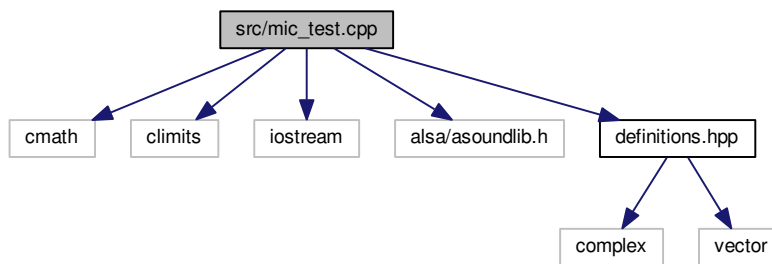 src/mic_test.cpp
cmath
climits
iostream
alsa/asoundlib.h
definitions.hpp
complex
vector